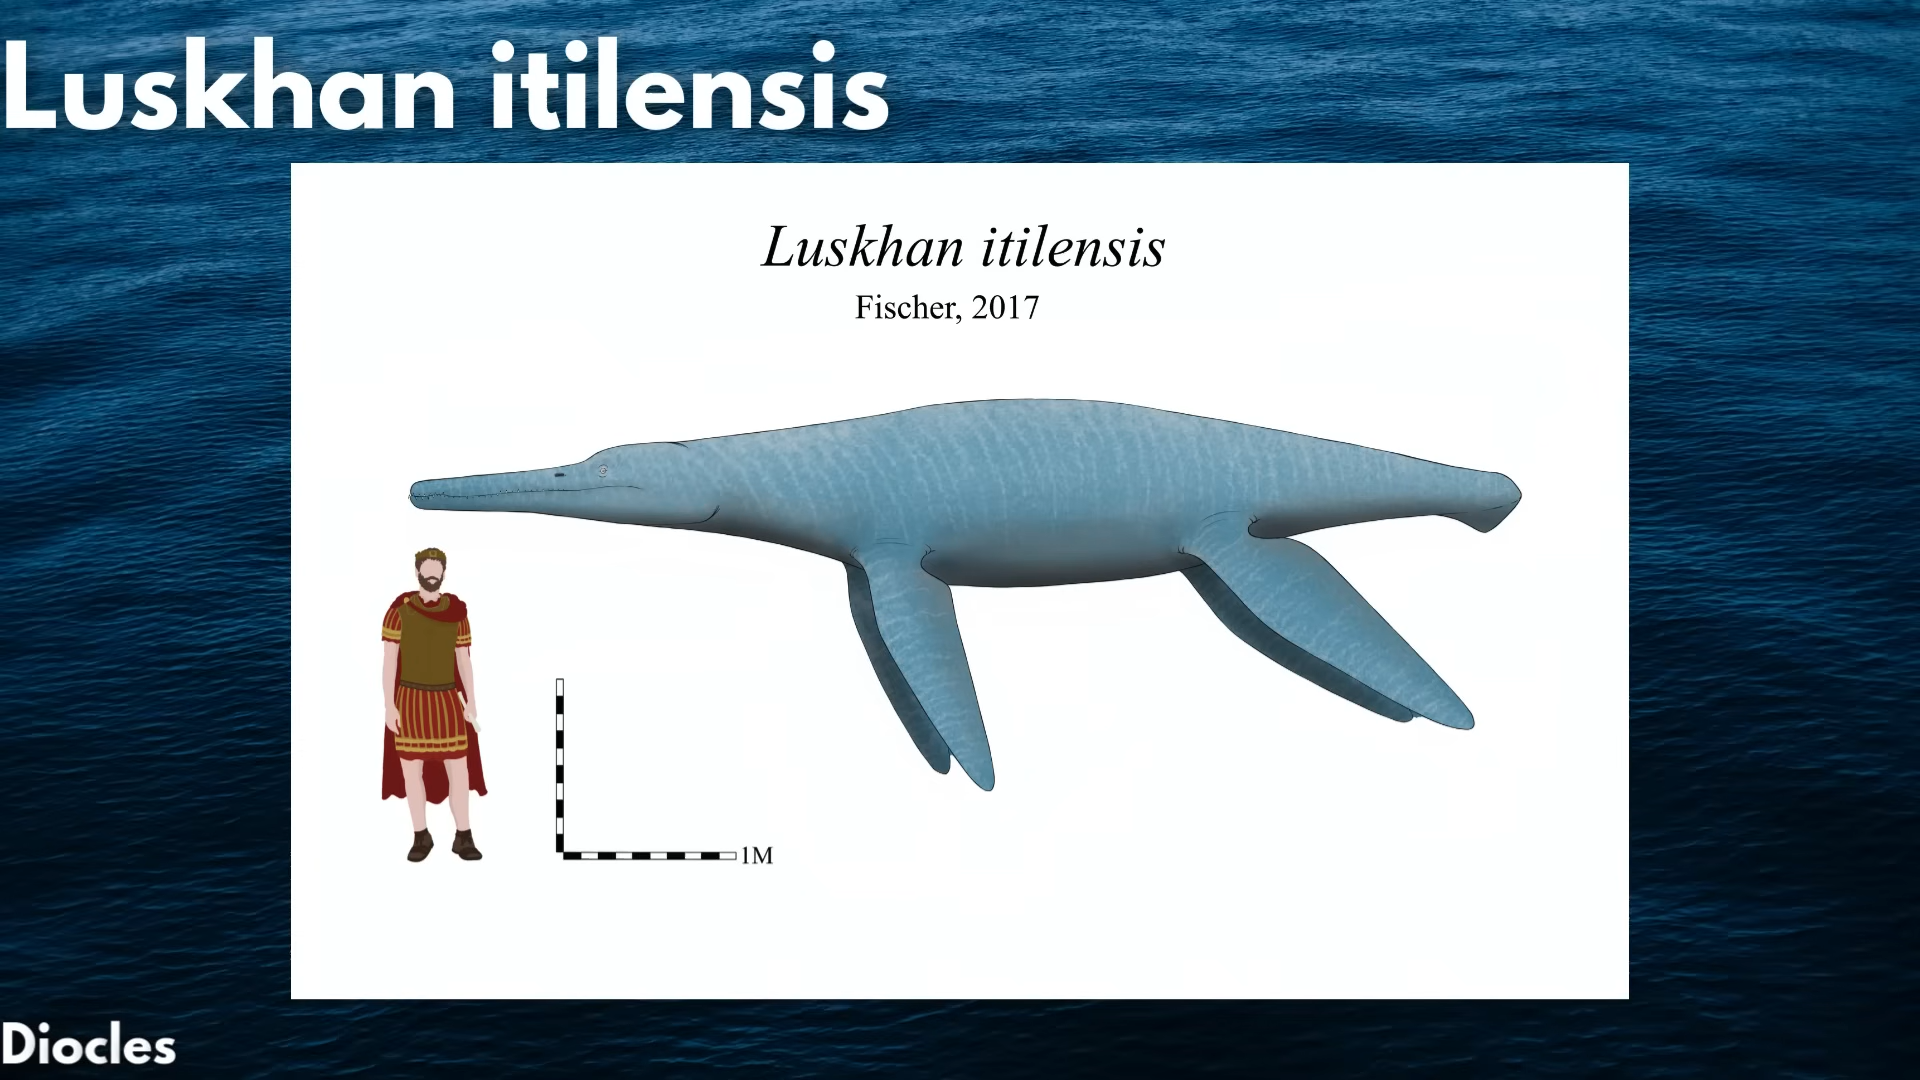 Luskhan itilensis
Luskhan itilensis
Fischer, 2017
1M
Diocles